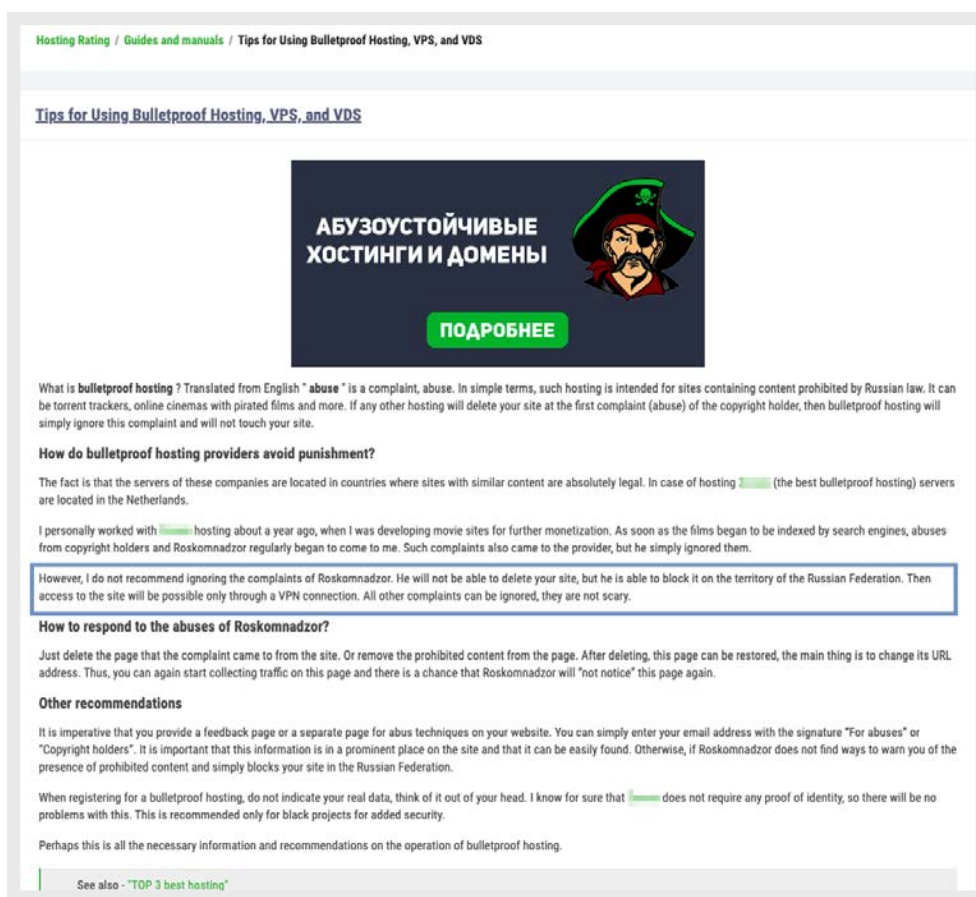 Hosting Rating / Guides and manuals / Tips for Using Bulletproof Hosting, VPS, and VDS
Tips for Using Bulletproof Hosting, VPS, and VDS
АБУЗОУСТОЙЧИВЫЕ
ХОСТИНГИ И ДОМЕНЫ
ПОДРОБНЕЕ
What is bulletproof hosting ? Translated from English " abuse " is a complaint, abuse. In simple terms, such hosting is intended for sites containing content prohibited by Russian law. It can
be torrent trackers, online cinemas with pirated films and more. If any other hosting will delete your site at the first complaint (abuse) of the copyright holder, then bulletproof hosting will
simply ignore this complaint and will not touch your site.
How do bulletproof hosting providers avoid punishment?
The fact is that the servers of these companies are located in countries where sites with similar content are absolutely legal. In case of hosting (the best bulletproof hosting) servers
are located in the Netherlands.
I personally worked with hosting about a year ago, when I was developing movie sites for further monetization. As soon as the films began to be indexed by search engines, abuses
from copyright holders and Roskomnadzor regularly began to come to me. Such complaints also came to the provider, but he simply ignored them.
However, I do not recommend ignoring the complaints of Roskomnadzor. He will not be able to delete your site, but he is able to block it on the territory of the Russian Federation. Then
access to the site will be possible only through a VPN connection. All other complaints can be ignored, they are not scary.
How to respond to the abuses of Roskomnadzor?
Just delete the page that the complaint came to from the site. Or remove the prohibited content from the page. After deleting, this page can be restored, the main thing is to change its URL
address. Thus, you can again start collecting traffic on this page and there is a chance that Roskomnadzor will "not notice" this page again.
Other recommendations
It is imperative that you provide a feedback page or a separate page for abus techniques on your website. You can simply enter your email address with the signature "For abuses" or
"Copyright holders". It is important that this information is in a prominent place on the site and that it can be easily found. Otherwise, if Roskomnadzor does not find ways to warn you of the
presence of prohibited content and simply blocks your site in the Russian Federation.
When registering for a bulletproof hosting, do not indicate your real data, think of it out of your head. I know for sure that does not require any proof of identity, so there will be no
problems with this. This is recommended only for black projects for added security.
Perhaps this is all the necessary information and recommendations on the operation of bulletproof hosting.
See also - "TOP 3 best hosting"